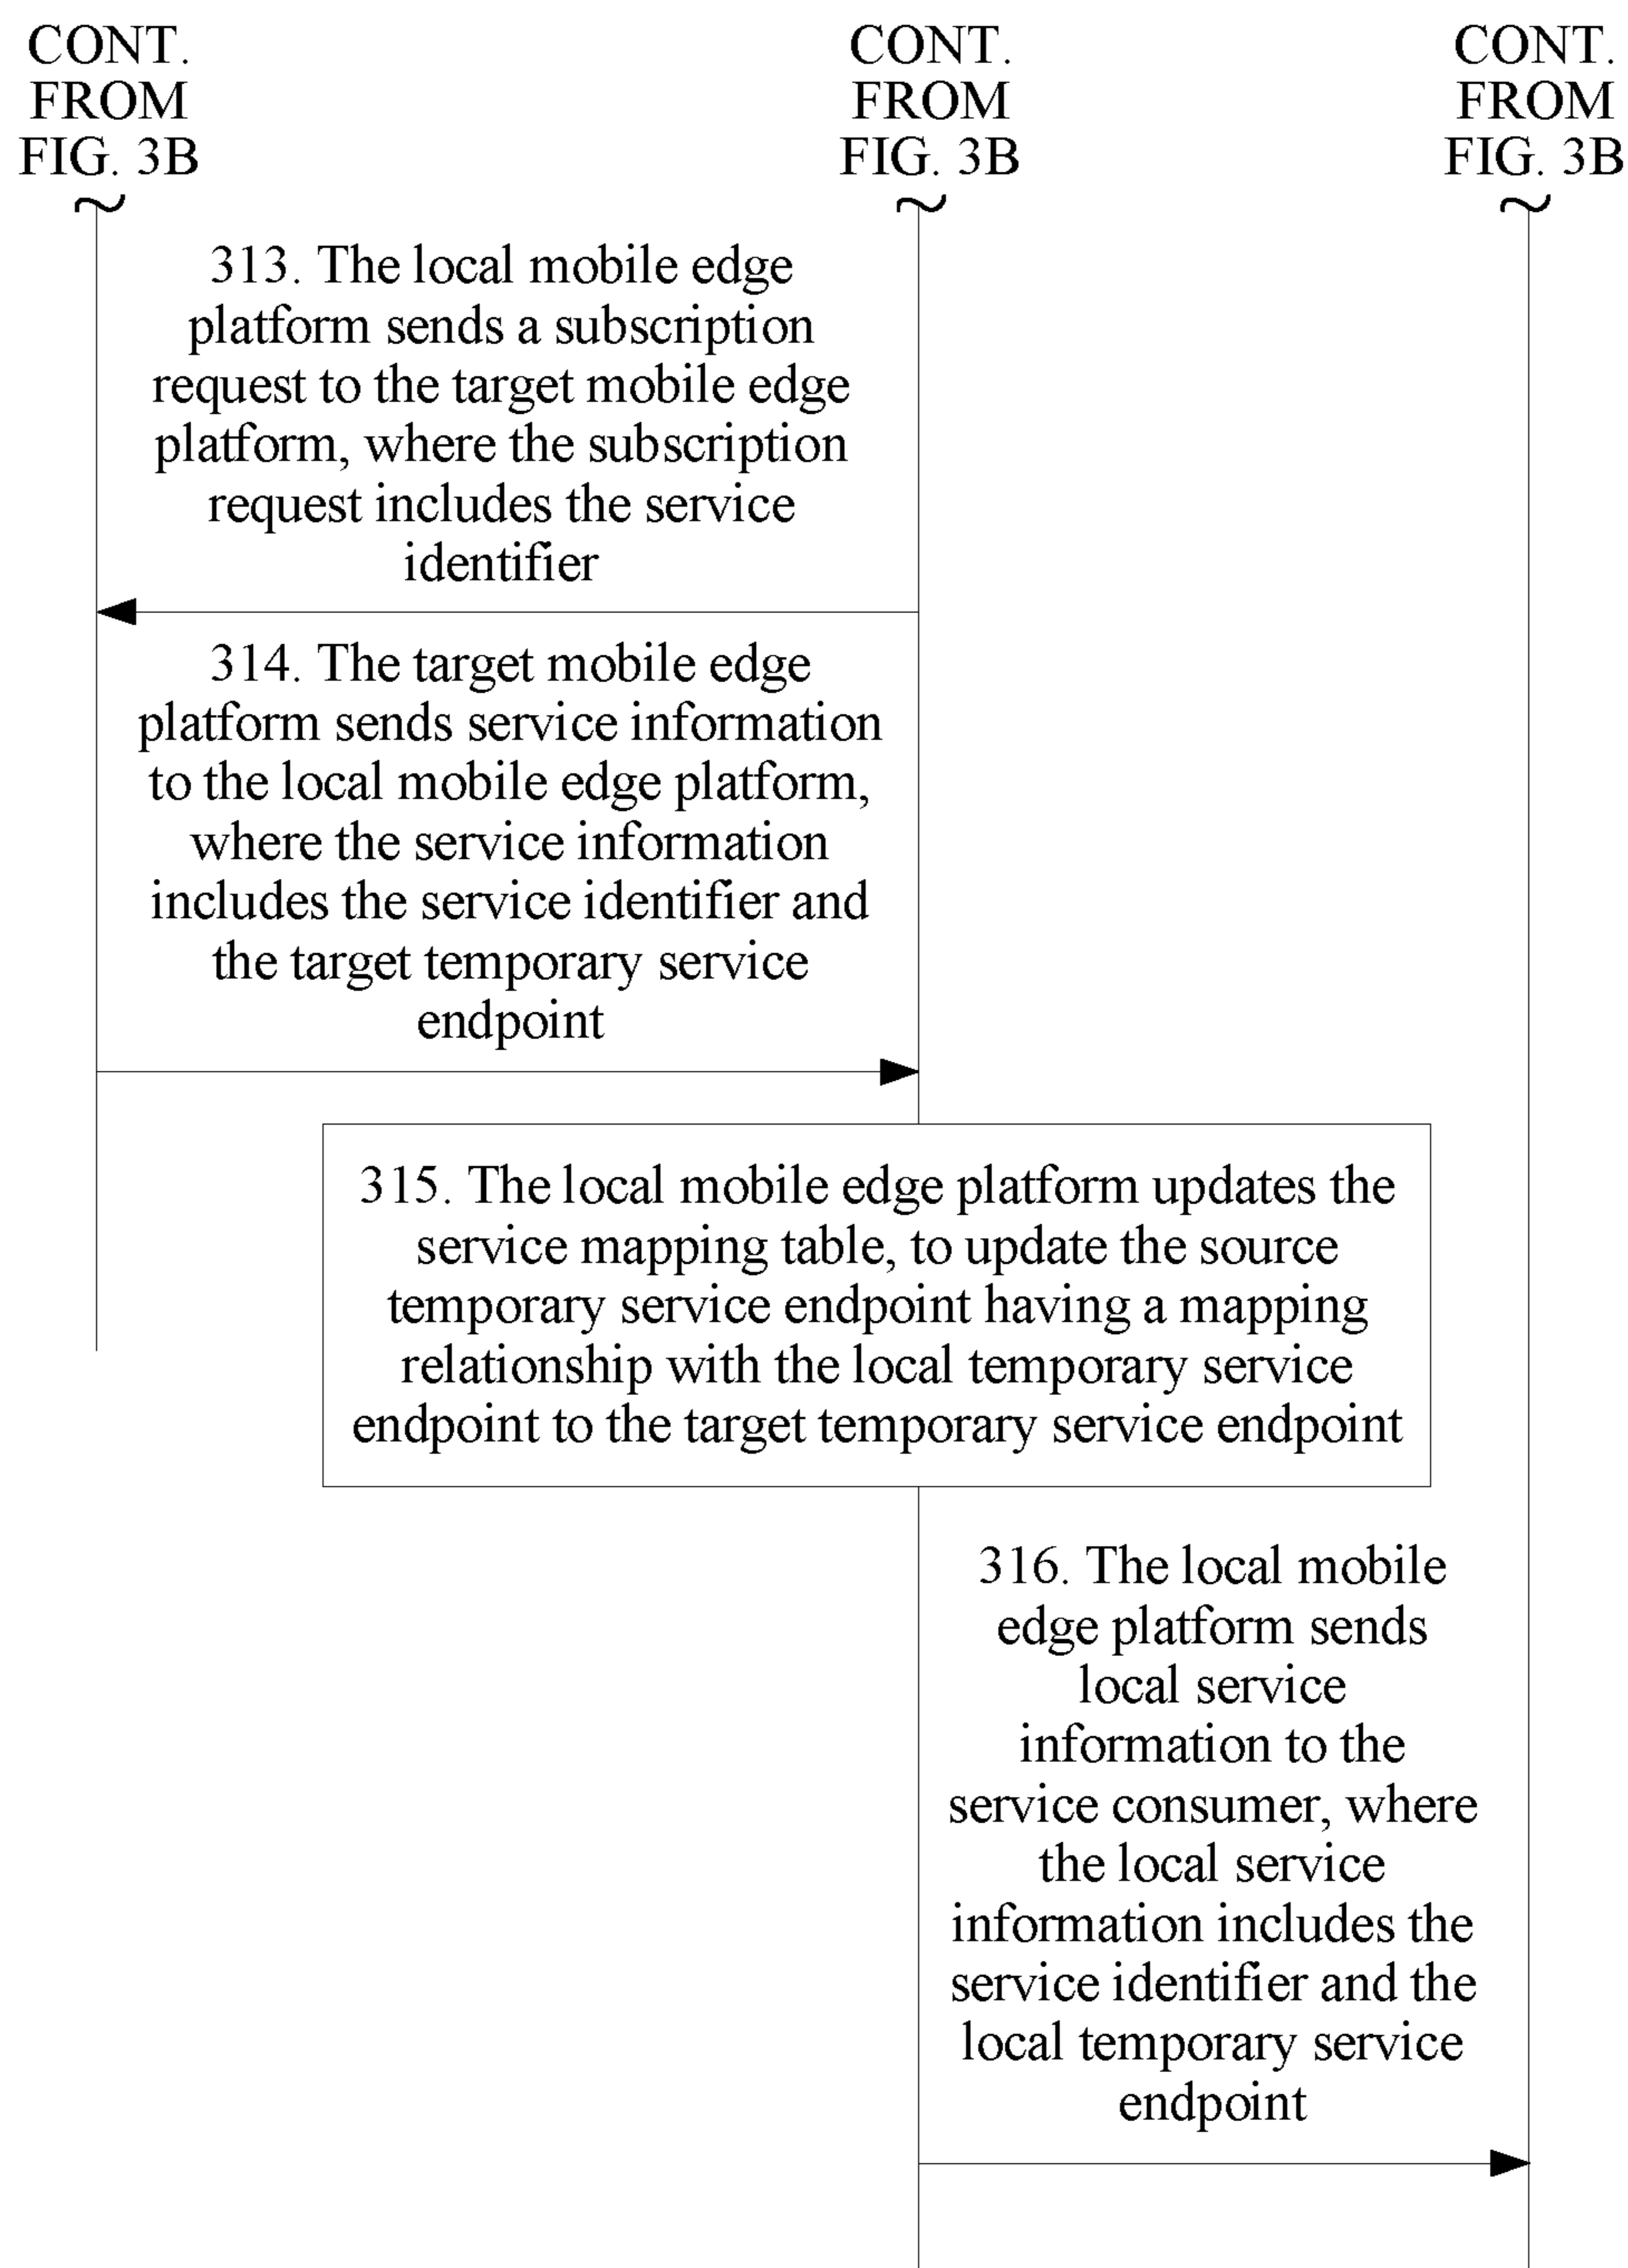 CONT.
FROM
FIG. 3B
CONT.
FROM
FIG. 3B
CONT.
FROM
FIG. 3B
313. The local mobile edge
platform sends a subscription
request to the target mobile edge
platform, where the subscription
request includes the service
identifier
314. The target mobile edge
platform sends service information
to the local mobile edge platform,
where the service information
includes the service identifier and
the target temporary service
endpoint
315. The local mobile edge platform updates the
service mapping table, to update the source
temporary service endpoint having a mapping
relationship with the local temporary service
endpoint to the target temporary service endpoint
316. The local mobile
edge platform sends
local service
information to the
service consumer, where
the local service
information includes the
service identifier and the
local temporary service
endpoint